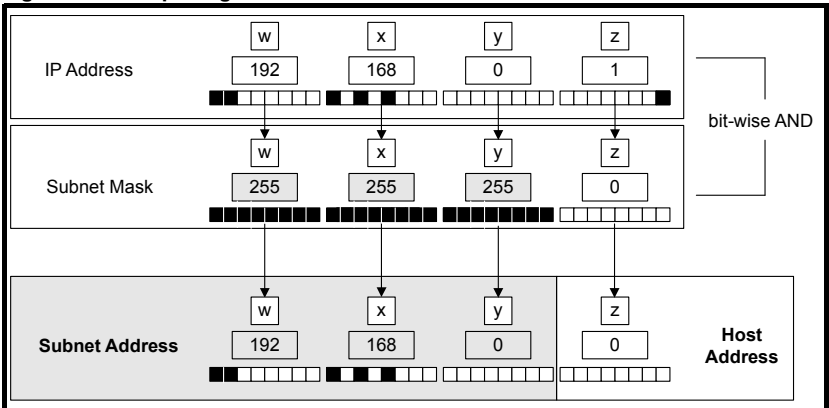 w x y z
IP Address 192 168 0 1
bit-wise AND
w x y z
Subnet Mask 255 255 255 0
w x y z
Subnet Address 192 168 0 0 Host
Address